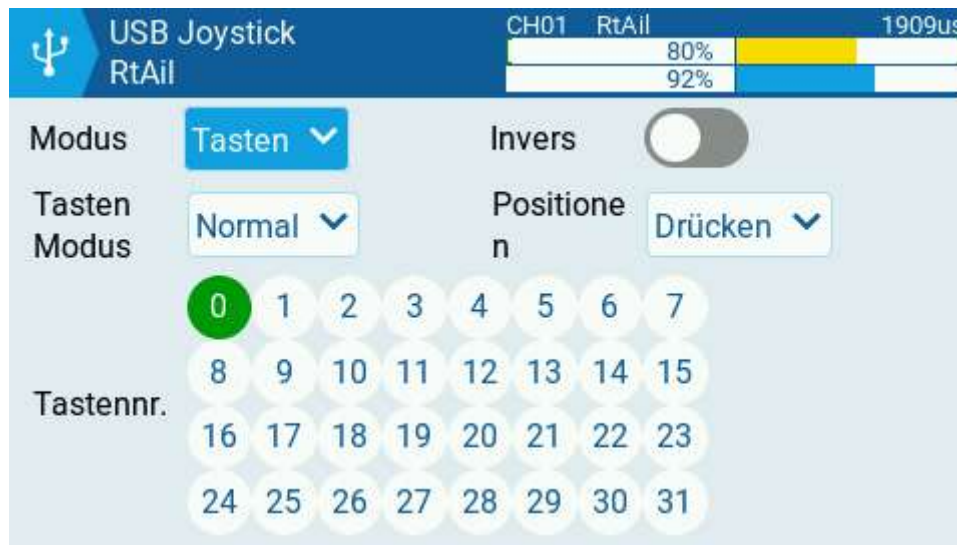 USB Joystick
RtAil
CH01 RtAil 1909us
80%
92%
Modus Tasten Invers
Tasten Modus Normal Positionen Drücken
0 1 2 3 4 5 6 7
8 9 10 11 12 13 14 15
Tastennr.
16 17 18 19 20 21 22 23
24 25 26 27 28 29 30 31